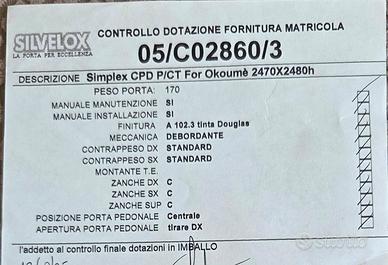 SILVELOX
LA PORTA PER ECCELLENZA
CONTROLLO DOTAZIONE FORNITURA MATRICOLA
05/C02860/3
DESCRIZIONE Simplex CPD P/CT For Okoumè 2470X2480h
PESO PORTA: 170
MANUALE MANUTENZIONE SI
MANUALE INSTALLAZIONE SI
FINITURA A 102.3 tinta Douglas
MECCANICA DEBORDANTE
CONTRAPPESO DX STANDARD
CONTRAPPESO SX STANDARD
MONTANTE T.E.
ZANCHE DX C
ZANCHE SX C
ZANCHE SUP C
POSIZIONE PORTA PEDONALE Centrale
APERTURA PORTA PEDONALE tirare DX
l'addetto al controllo finale dotazioni in IMBALLO
subito